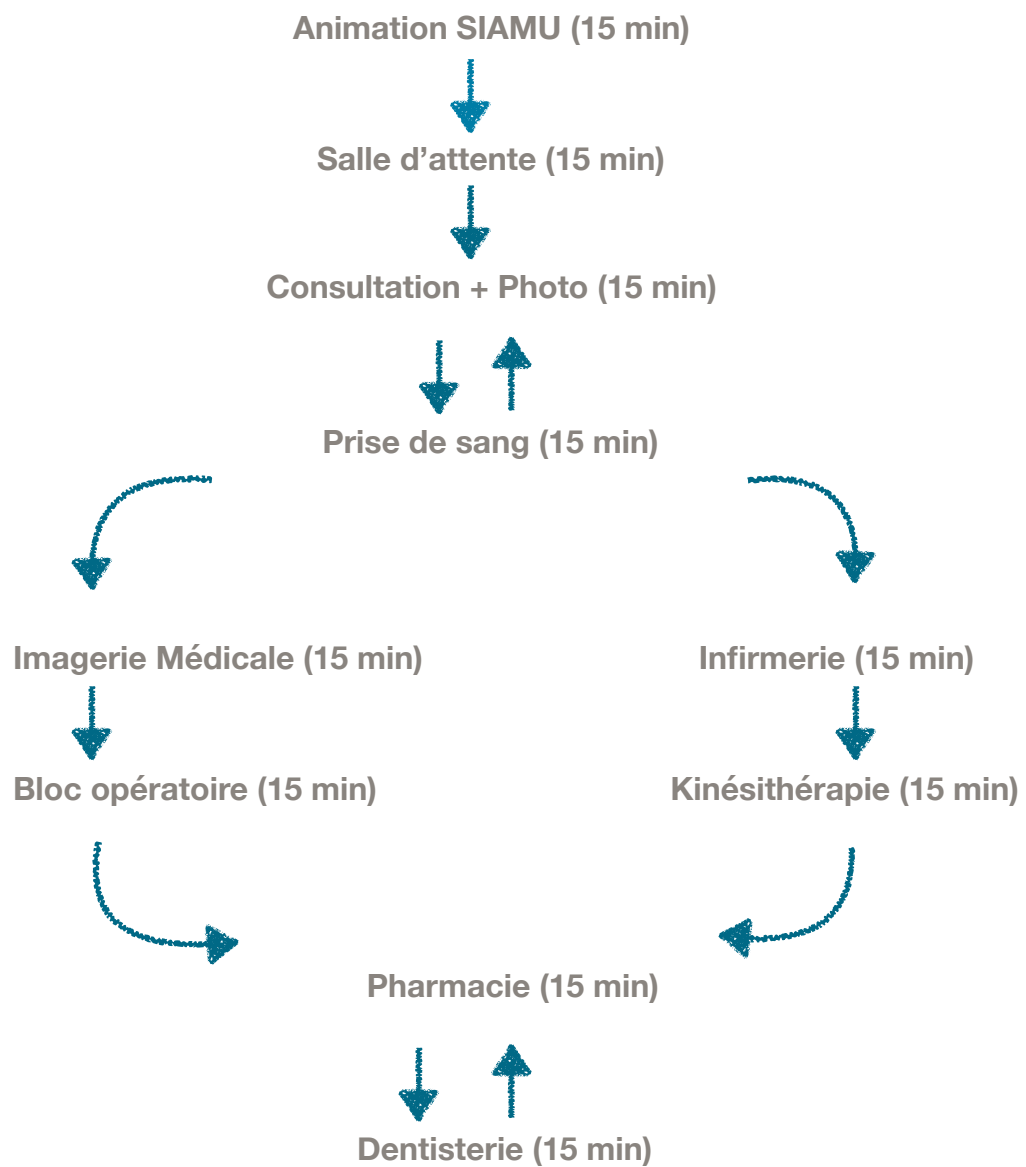 Animation SIAMU (15 min)
Salle d’attente (15 min)
Consultation + Photo (15 min)
Prise de sang (15 min)
Imagerie Médicale (15 min)
Infirmerie (15 min)
Bloc opératoire (15 min)
Kinésithérapie (15 min)
Pharmacie (15 min)
Dentisterie (15 min)